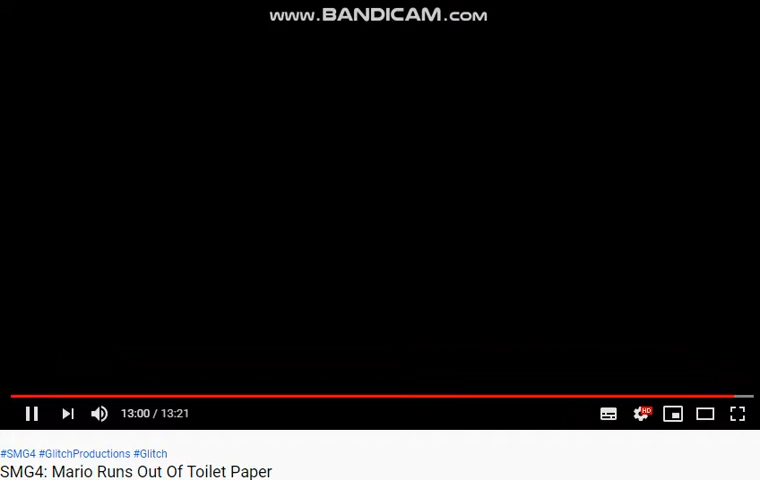 www.BANDICAM.com
13:00 / 13:21
HD
#SMG4 #GlitchProductions #Glitch
SMG4: Mario Runs Out Of Toilet Paper